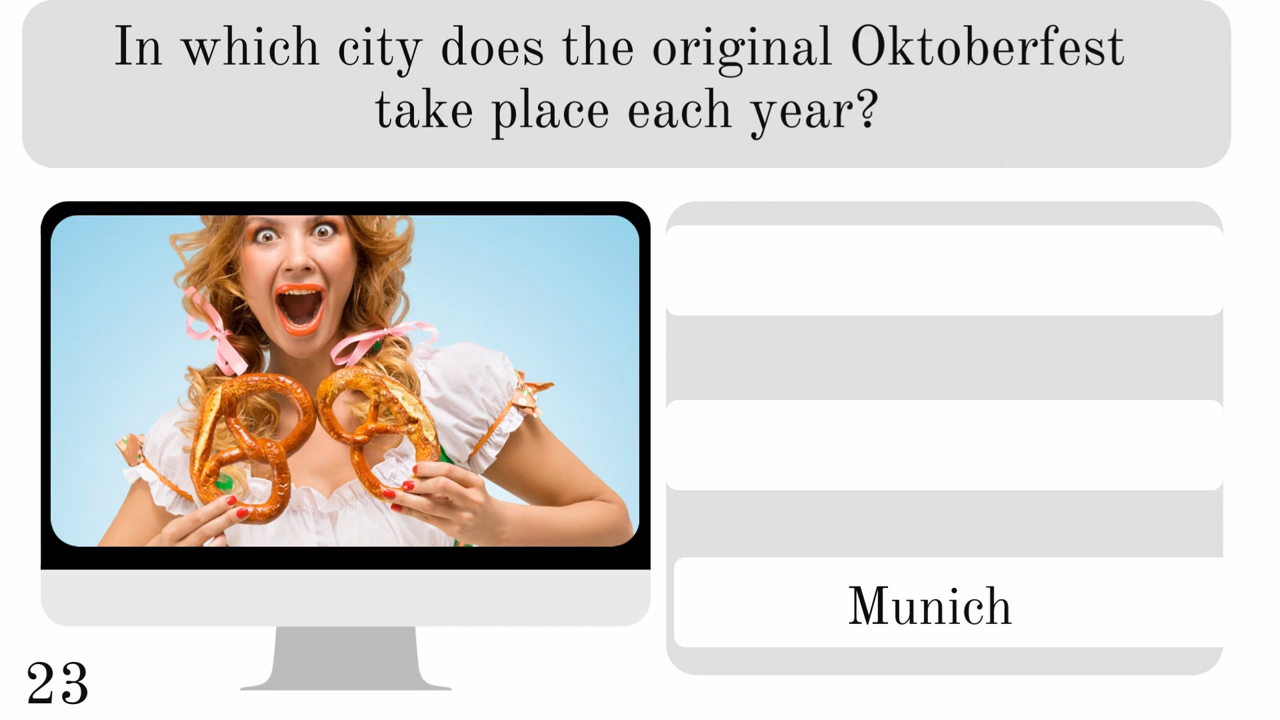 In which city does the original Oktoberfest
take place each year?
Munich
23